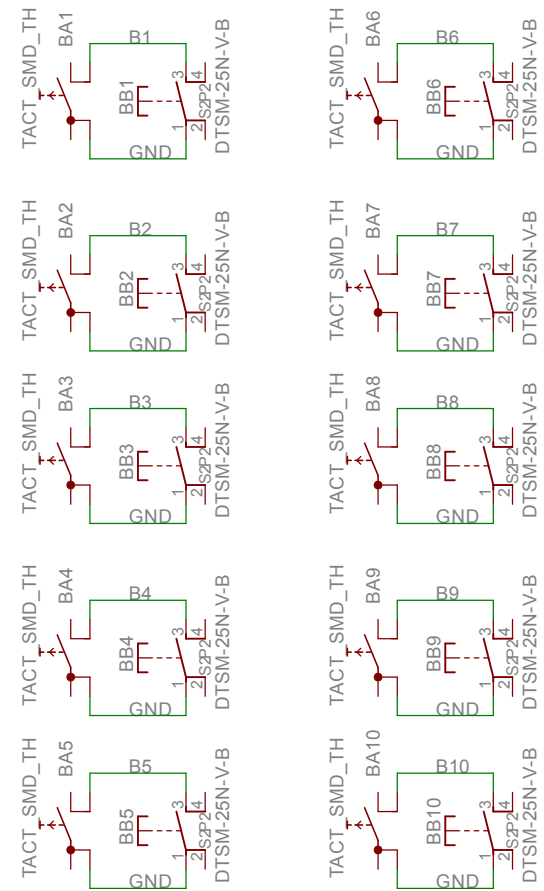 TACT_SMD_TH
BA1
B1
BB1
3
4
1
2
S2P2
DTSM-25N-V-B
GND
TACT_SMD_TH
BA6
B6
BB6
3
4
1
2
S2P2
DTSM-25N-V-B
GND
TACT_SMD_TH
BA2
B2
BB2
3
4
1
2
S2P2
DTSM-25N-V-B
GND
TACT_SMD_TH
BA7
B7
BB7
3
4
1
2
S2P2
DTSM-25N-V-B
GND
TACT_SMD_TH
BA3
B3
BB3
3
4
1
2
S2P2
DTSM-25N-V-B
GND
TACT_SMD_TH
BA8
B8
BB8
3
4
1
2
S2P2
DTSM-25N-V-B
GND
TACT_SMD_TH
BA4
B4
BB4
3
4
1
2
S2P2
DTSM-25N-V-B
GND
TACT_SMD_TH
BA9
B9
BB9
3
4
1
2
S2P2
DTSM-25N-V-B
GND
TACT_SMD_TH
BA5
B5
BB5
3
4
1
2
S2P2
DTSM-25N-V-B
GND
TACT_SMD_TH
BA10
B10
BB10
3
4
1
2
S2P2
DTSM-25N-V-B
GND